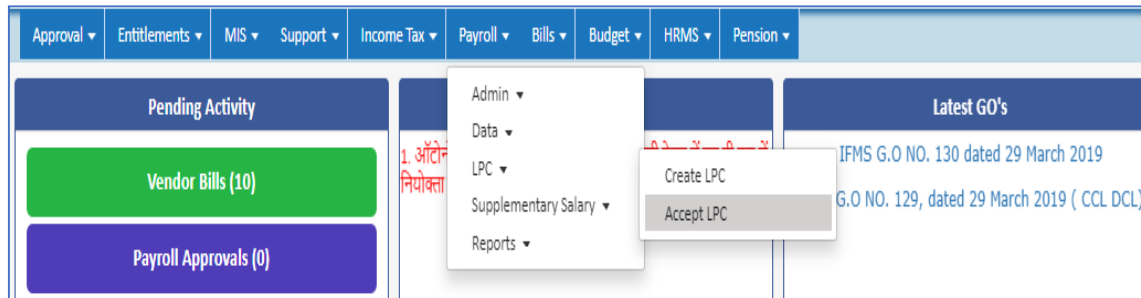 Approval ▾ Entitlements ▾ MIS ▾ Support ▾ Income Tax ▾ Payroll ▾ Bills ▾ Budget ▾ HRMS ▾ Pension ▾
Pending Activity
Vendor Bills (10)
Payroll Approvals (0)
1.
नियोक्ता
Admin ▾
Data ▾
LPC ▾
Supplementary Salary ▾
Reports ▾
Create LPC
Accept LPC
Latest GO's
IFMS G.O NO. 130 dated 29 March 2019
G.O NO. 129, dated 29 March 2019 ( CCL DCL)